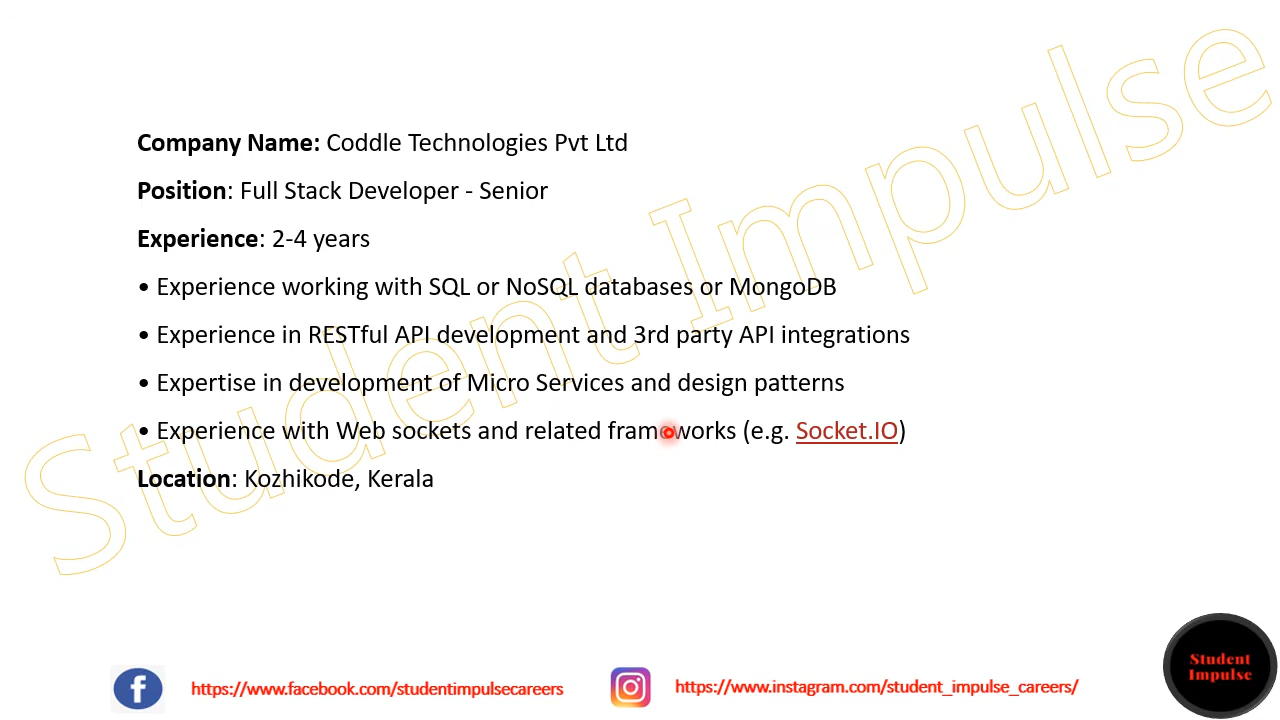 Company Name: Coddle Technologies Pvt Ltd
Position: Full Stack Developer - Senior
Experience: 2-4 years
• Experience working with SQL or NoSQL databases or MongoDB
• Experience in RESTful API development and 3rd party API integrations
• Expertise in development of Micro Services and design patterns
• Experience with Web sockets and related frameworks (e.g. Socket.IO)
Location: Kozhikode, Kerala
Student Impulse
https://www.facebook.com/studentimpulsecareers
https://www.instagram.com/student_impulse_careers/
Student
Impulse